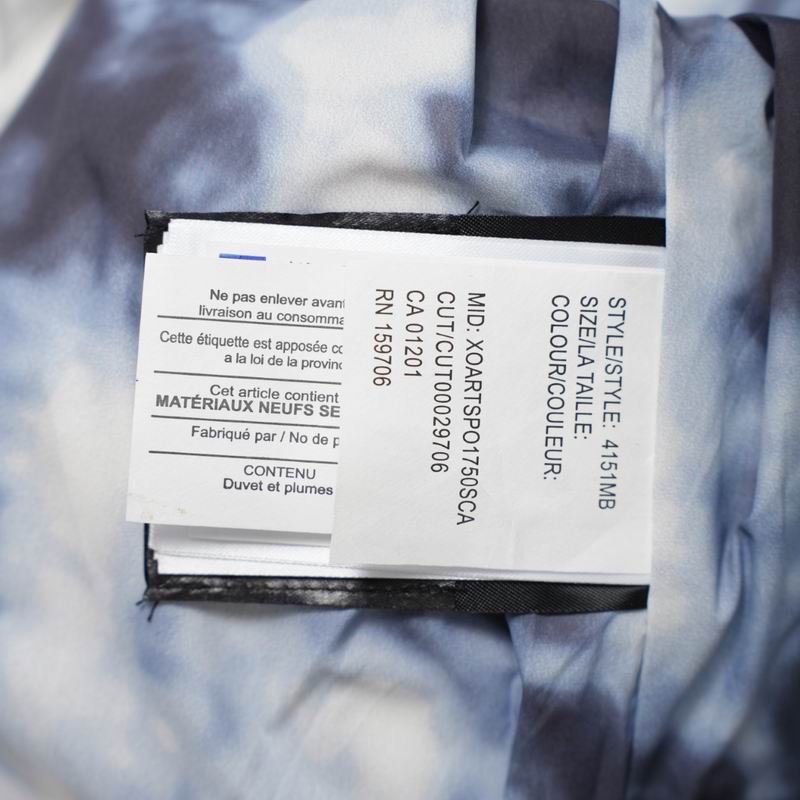 Ne pas enlever avant
livraison au consomma
Cette étiquette est apposée co
a la loi de la provinc
Cet article contient
MATÉRIAUX NEUFS SE
Fabriqué par / No de p
CONTENU
Duvet et plumes
STYLE/STYLE: 4151MB
SIZE/LA TAILLE:
COLOUR/COULEUR:
MID: XOARTSPO1750SCA
CUT/CUT00029706
CA 01201
RN 159706